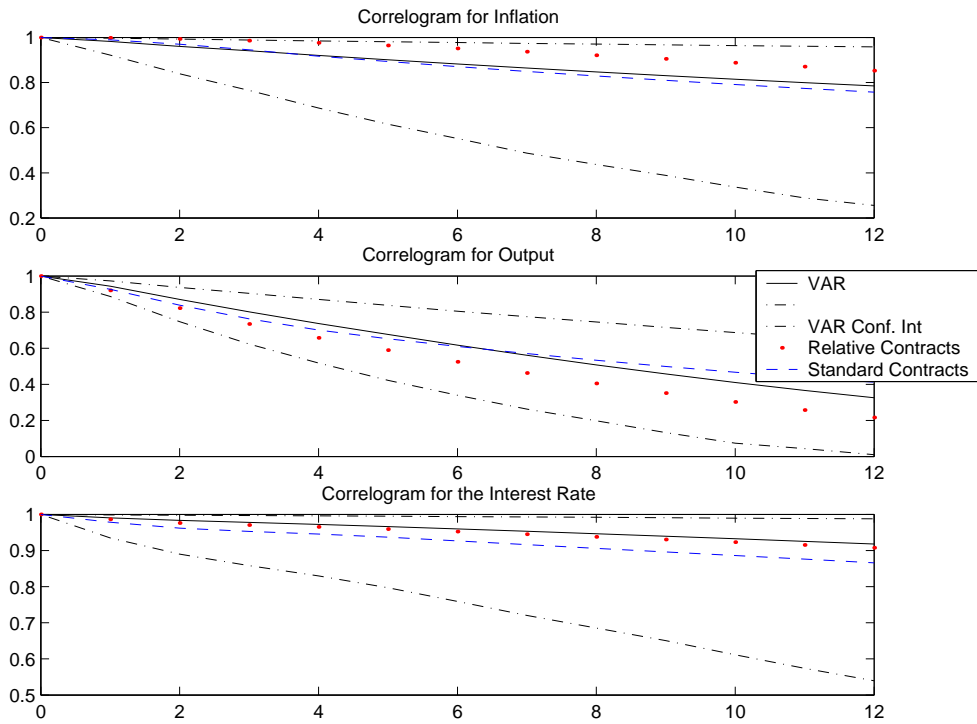 Correlogram for Inflation
1
0.8
0.6
0.4
0.2
0 2 4 6 8 10 12
Correlogram for Output
1
0.8
0.6
0.4
0.2
0
0 2 4 6 8 10 12
VAR
VAR Conf. Int
Relative Contracts
Standard Contracts
Correlogram for the Interest Rate
1
0.9
0.8
0.7
0.6
0.5
0 2 4 6 8 10 12